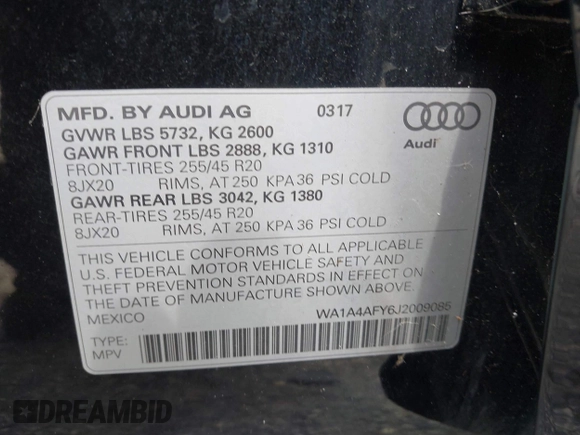 MFD. BY AUDI AG 0317
GVWR LBS 5732, KG 2600
GAWR FRONT LBS 2888, KG 1310
FRONT-TIRES 255/45 R20
8JX20 RIMS, AT 250 KPA 36 PSI COLD
GAWR REAR LBS 3042, KG 1380
REAR-TIRES 255/45 R20
8JX20 RIMS, AT 250 KPA 36 PSI COLD
Audi
THIS VEHICLE CONFORMS TO ALL APPLICABLE
U.S. FEDERAL MOTOR VEHICLE SAFETY AND
THEFT PREVENTION STANDARDS IN EFFECT ON
THE DATE OF MANUFACTURE SHOWN ABOVE.
MEXICO WA1A4AFY6J2009085
TYPE:
MPV
DREAMBID